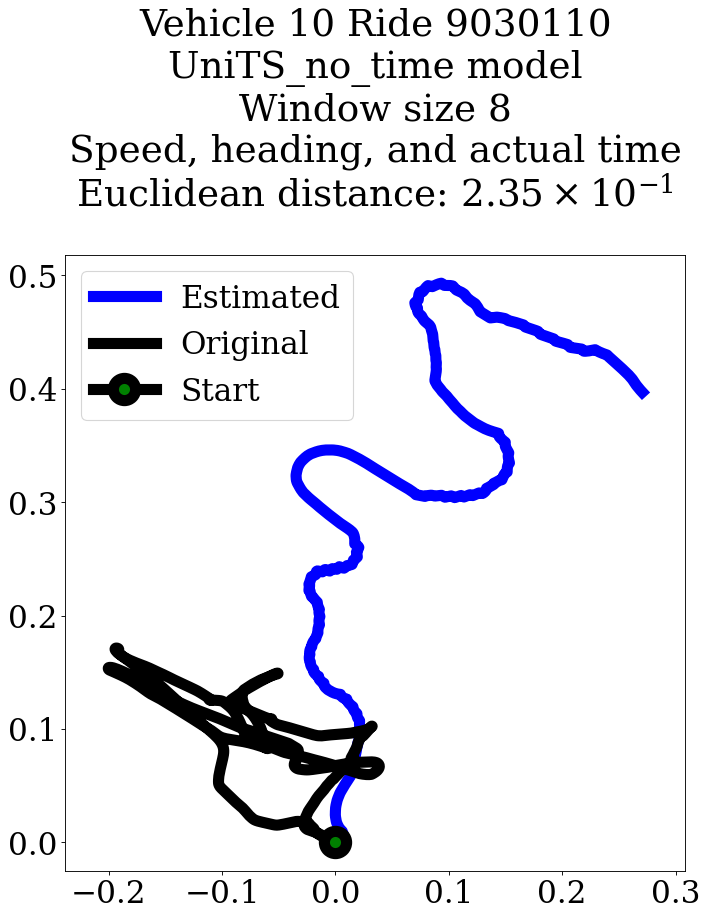 Vehicle 10 Ride 9030110
UniTS_no_time model
Window size 8
Speed, heading, and actual time
Euclidean distance: 2.35 × 10⁻¹
Estimated
Original
Start
0.5
0.4
0.3
0.2
0.1
0.0
−0.2 −0.1 0.0 0.1 0.2 0.3